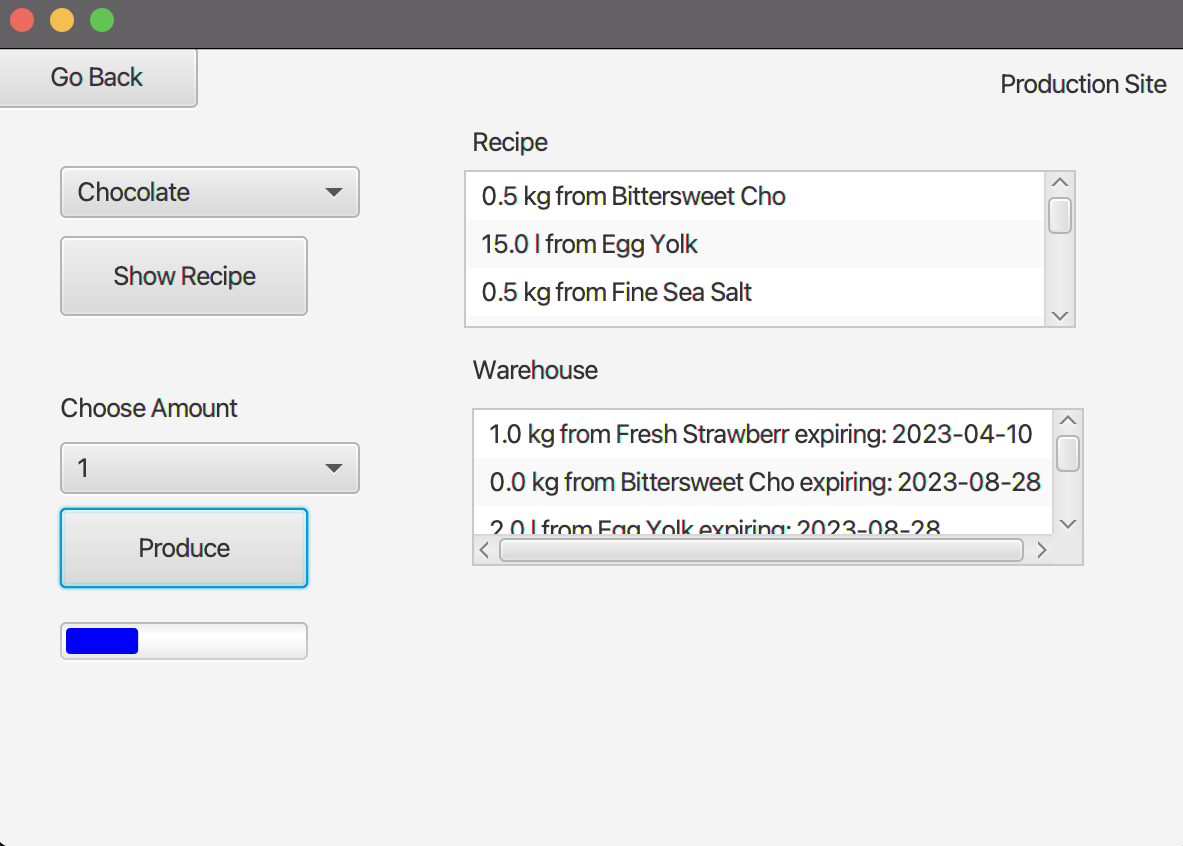 Go Back
Production Site
Recipe
Chocolate
0.5 kg from Bittersweet Cho
15.0 l from Egg Yolk
Show Recipe
0.5 kg from Fine Sea Salt
Warehouse
Choose Amount
1.0 kg from Fresh Strawberr expiring: 2023-04-10
1
0.0 kg from Bittersweet Cho expiring: 2023-08-28
2.0 l from Egg Yolk expiring: 2023-08-28
Produce